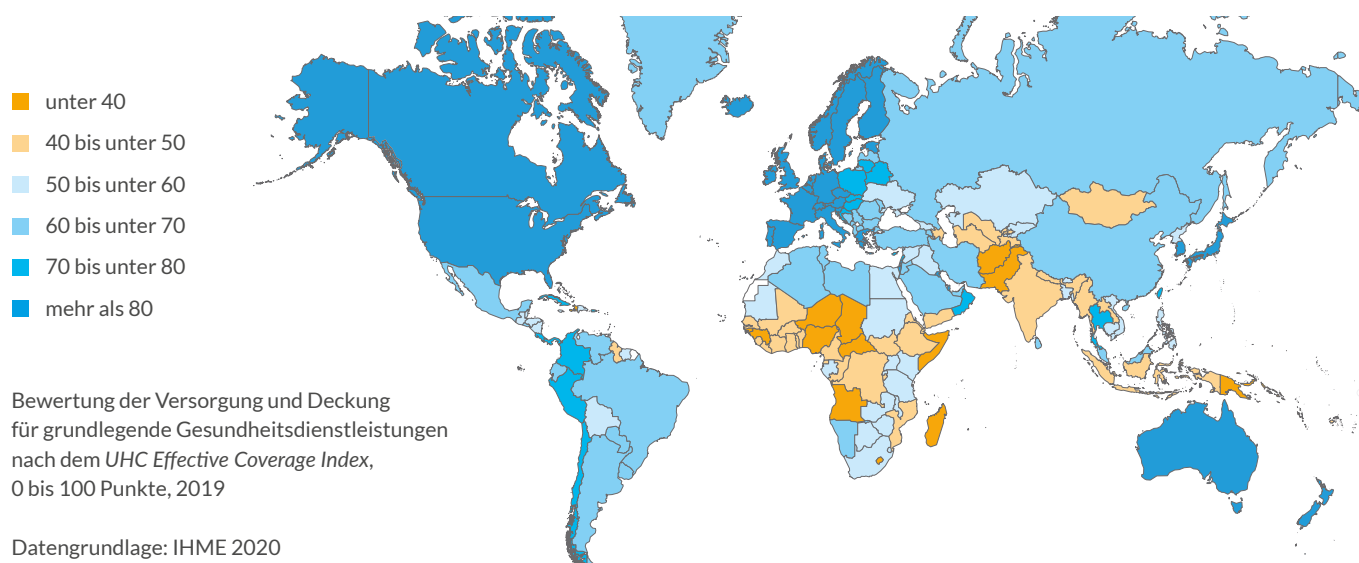 unter 40
40 bis unter 50
50 bis unter 60
60 bis unter 70
70 bis unter 80
mehr als 80
Bewertung der Versorgung und Deckung
für grundlegende Gesundheitsdienstleistungen
nach dem UHC Effective Coverage Index,
0 bis 100 Punkte, 2019
Datengrundlage: IHME 2020